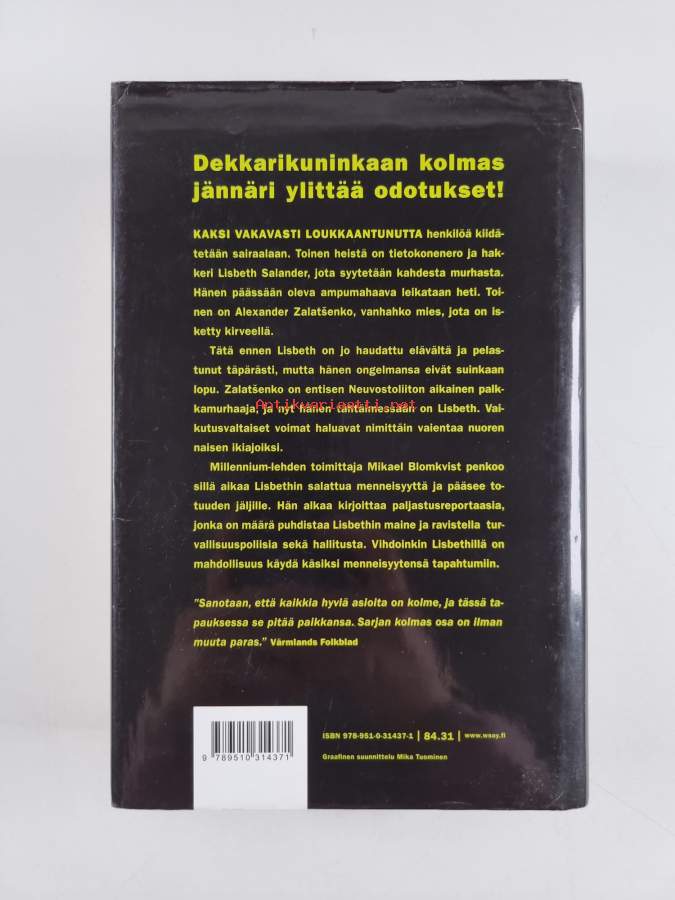 Dekkarikuninkaan kolmas
jännäri ylittää odotukset!
KAKSI VAKAVASTI LOUKKAANTUNUTTA henkilöä kiidä-
tetään sairaalaan. Toinen heistä on tietokonenero ja hak-
keri Lisbeth Salander, jota syytetään kahdesta murhasta.
Hänen päässään oleva ampumahaava leikataan heti. Toi-
nen on Alexander Zalatšenko, vanhahko mies, jota on is-
ketty kirveellä.
Tätä ennen Lisbeth on jo haudattu elävältä ja pelas-
tunut täpärästi, mutta hänen ongelmansa eivät suinkaan
lopu. Zalatšenko on entisen Neuvostoliiton aikainen palk-
Antikvariaatti.net
kamurhaaja, ja nyt hänen tähtäimessään on Lisbeth. Vai-
kutusvaltaiset voimat haluavat nimittäin vaientaa nuoren
naisen ikiajoiksi.
Millennium-lehden toimittaja Mikael Blomkvist penkoo
sillä aikaa Lisbethin salattua menneisyyttä ja pääsee to-
tuuden jäljille. Hän alkaa kirjoittaa paljastusreportaasia,
jonka on määrä puhdistaa Lisbethin maine ja ravistella tur-
vallisuuspoliisia sekä hallitusta. Vihdoinkin Lisbethillä on
mahdollisuus käydä käsiksi menneisyytensä tapahtumiin.
"Sanotaan, että kaikkia hyviä asioita on kolme, ja tässä ta-
pauksessa se pitää paikkansa. Sarjan kolmas osa on ilman
muuta paras." Värmlands Folkblad
ISBN 978-951-0-31437-1 | 84.31 | www.wsoy.fi
9 789510 314371
Graafinen suunnittelu Mika Tuominen